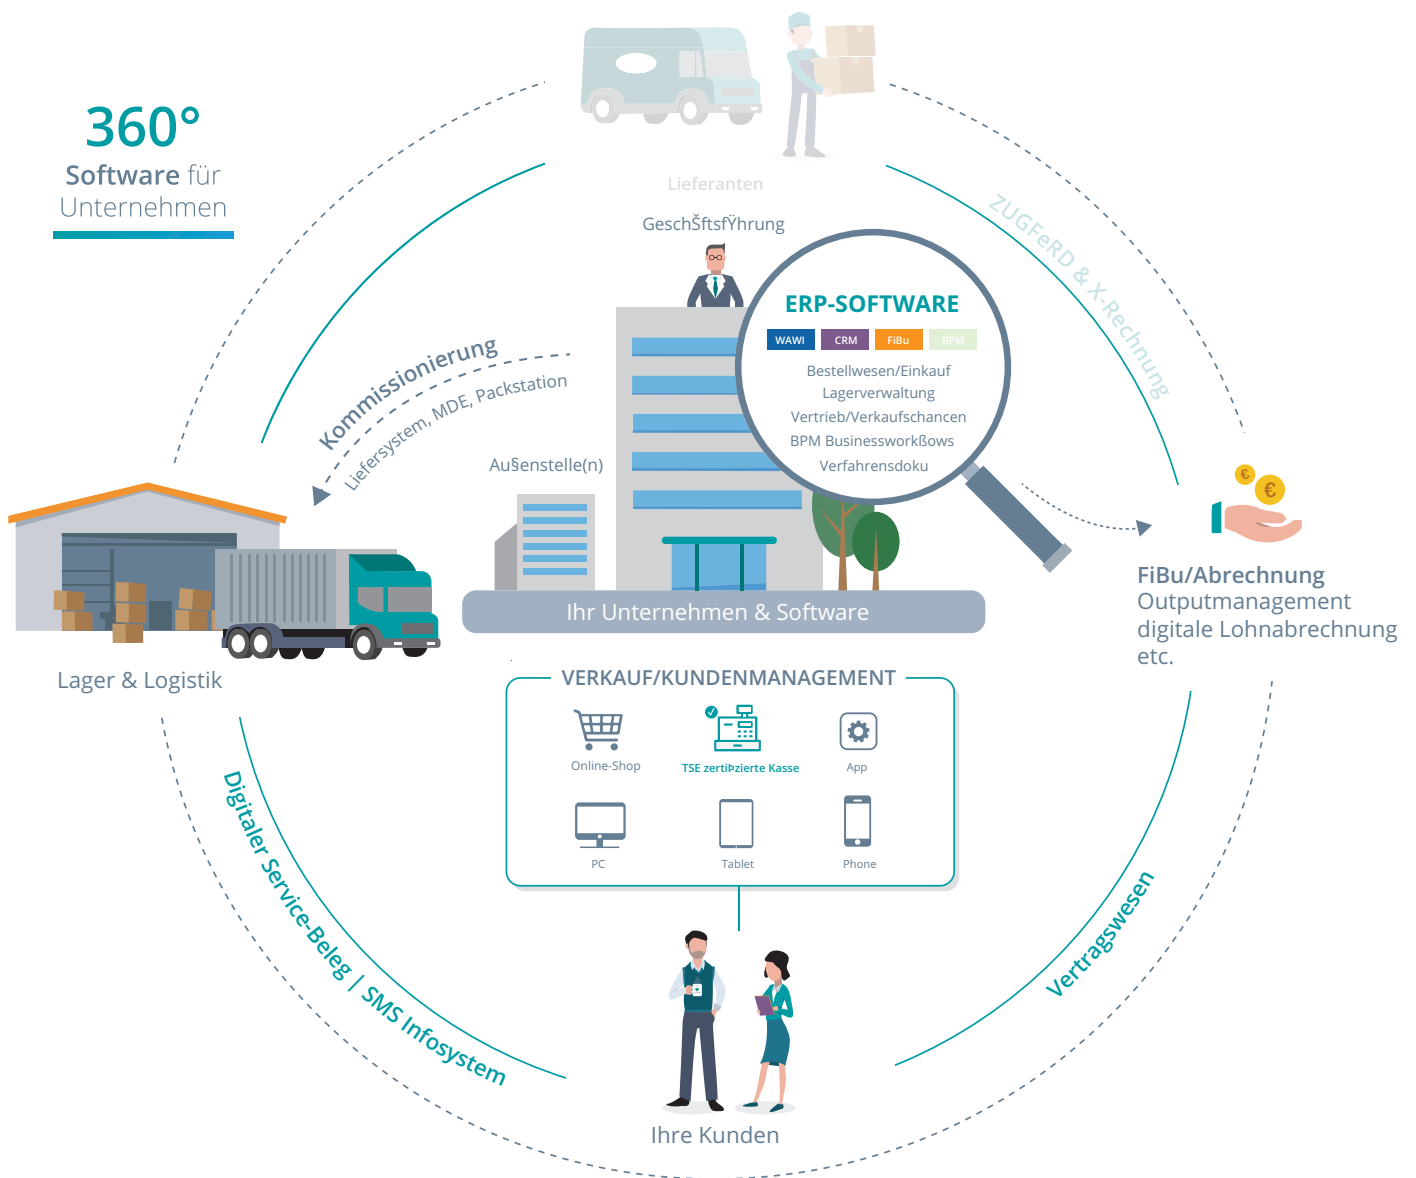 360°
Software für
Unternehmen
Lieferanten
GeschŠftsfŸhrung
ZUGFeRD & X-Rechnung
ERP-SOFTWARE
WAWI CRM FiBu BPM
Bestellwesen/Einkauf
Lagerverwaltung
Vertrieb/Verkaufschancen
BPM Businessworkßows
Verfahrensdoku
Kommissionierung
Liefersystem, MDE, Packstation
Au§enstelle(n)
Ihr Unternehmen & Software
FiBu/Abrechnung
Outputmanagement
digitale Lohnabrechnung
etc.
Lager & Logistik
VERKAUF/KUNDENMANAGEMENT
Online-Shop
TSE zertiÞzierte Kasse
App
PC
Tablet
Phone
Digitaler Service-Beleg | SMS Infosystem
Vertragswesen
Ihre Kunden